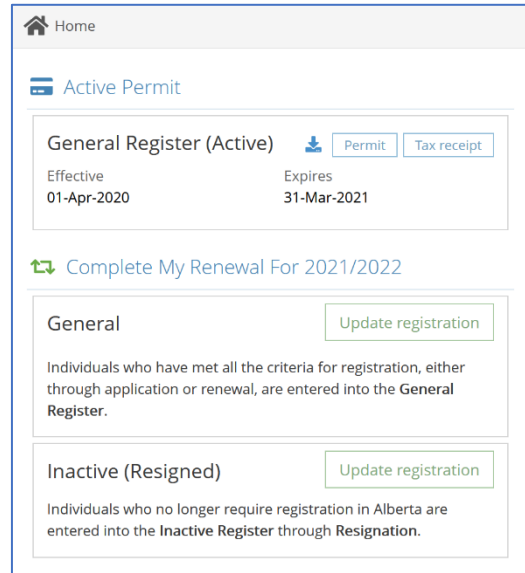 Home
Active Permit
General Register (Active) Permit Tax receipt
Effective Expires
01-Apr-2020 31-Mar-2021
Complete My Renewal For 2021/2022
General Update registration
Individuals who have met all the criteria for registration, either
through application or renewal, are entered into the General
Register.
Inactive (Resigned) Update registration
Individuals who no longer require registration in Alberta are
entered into the Inactive Register through Resignation.